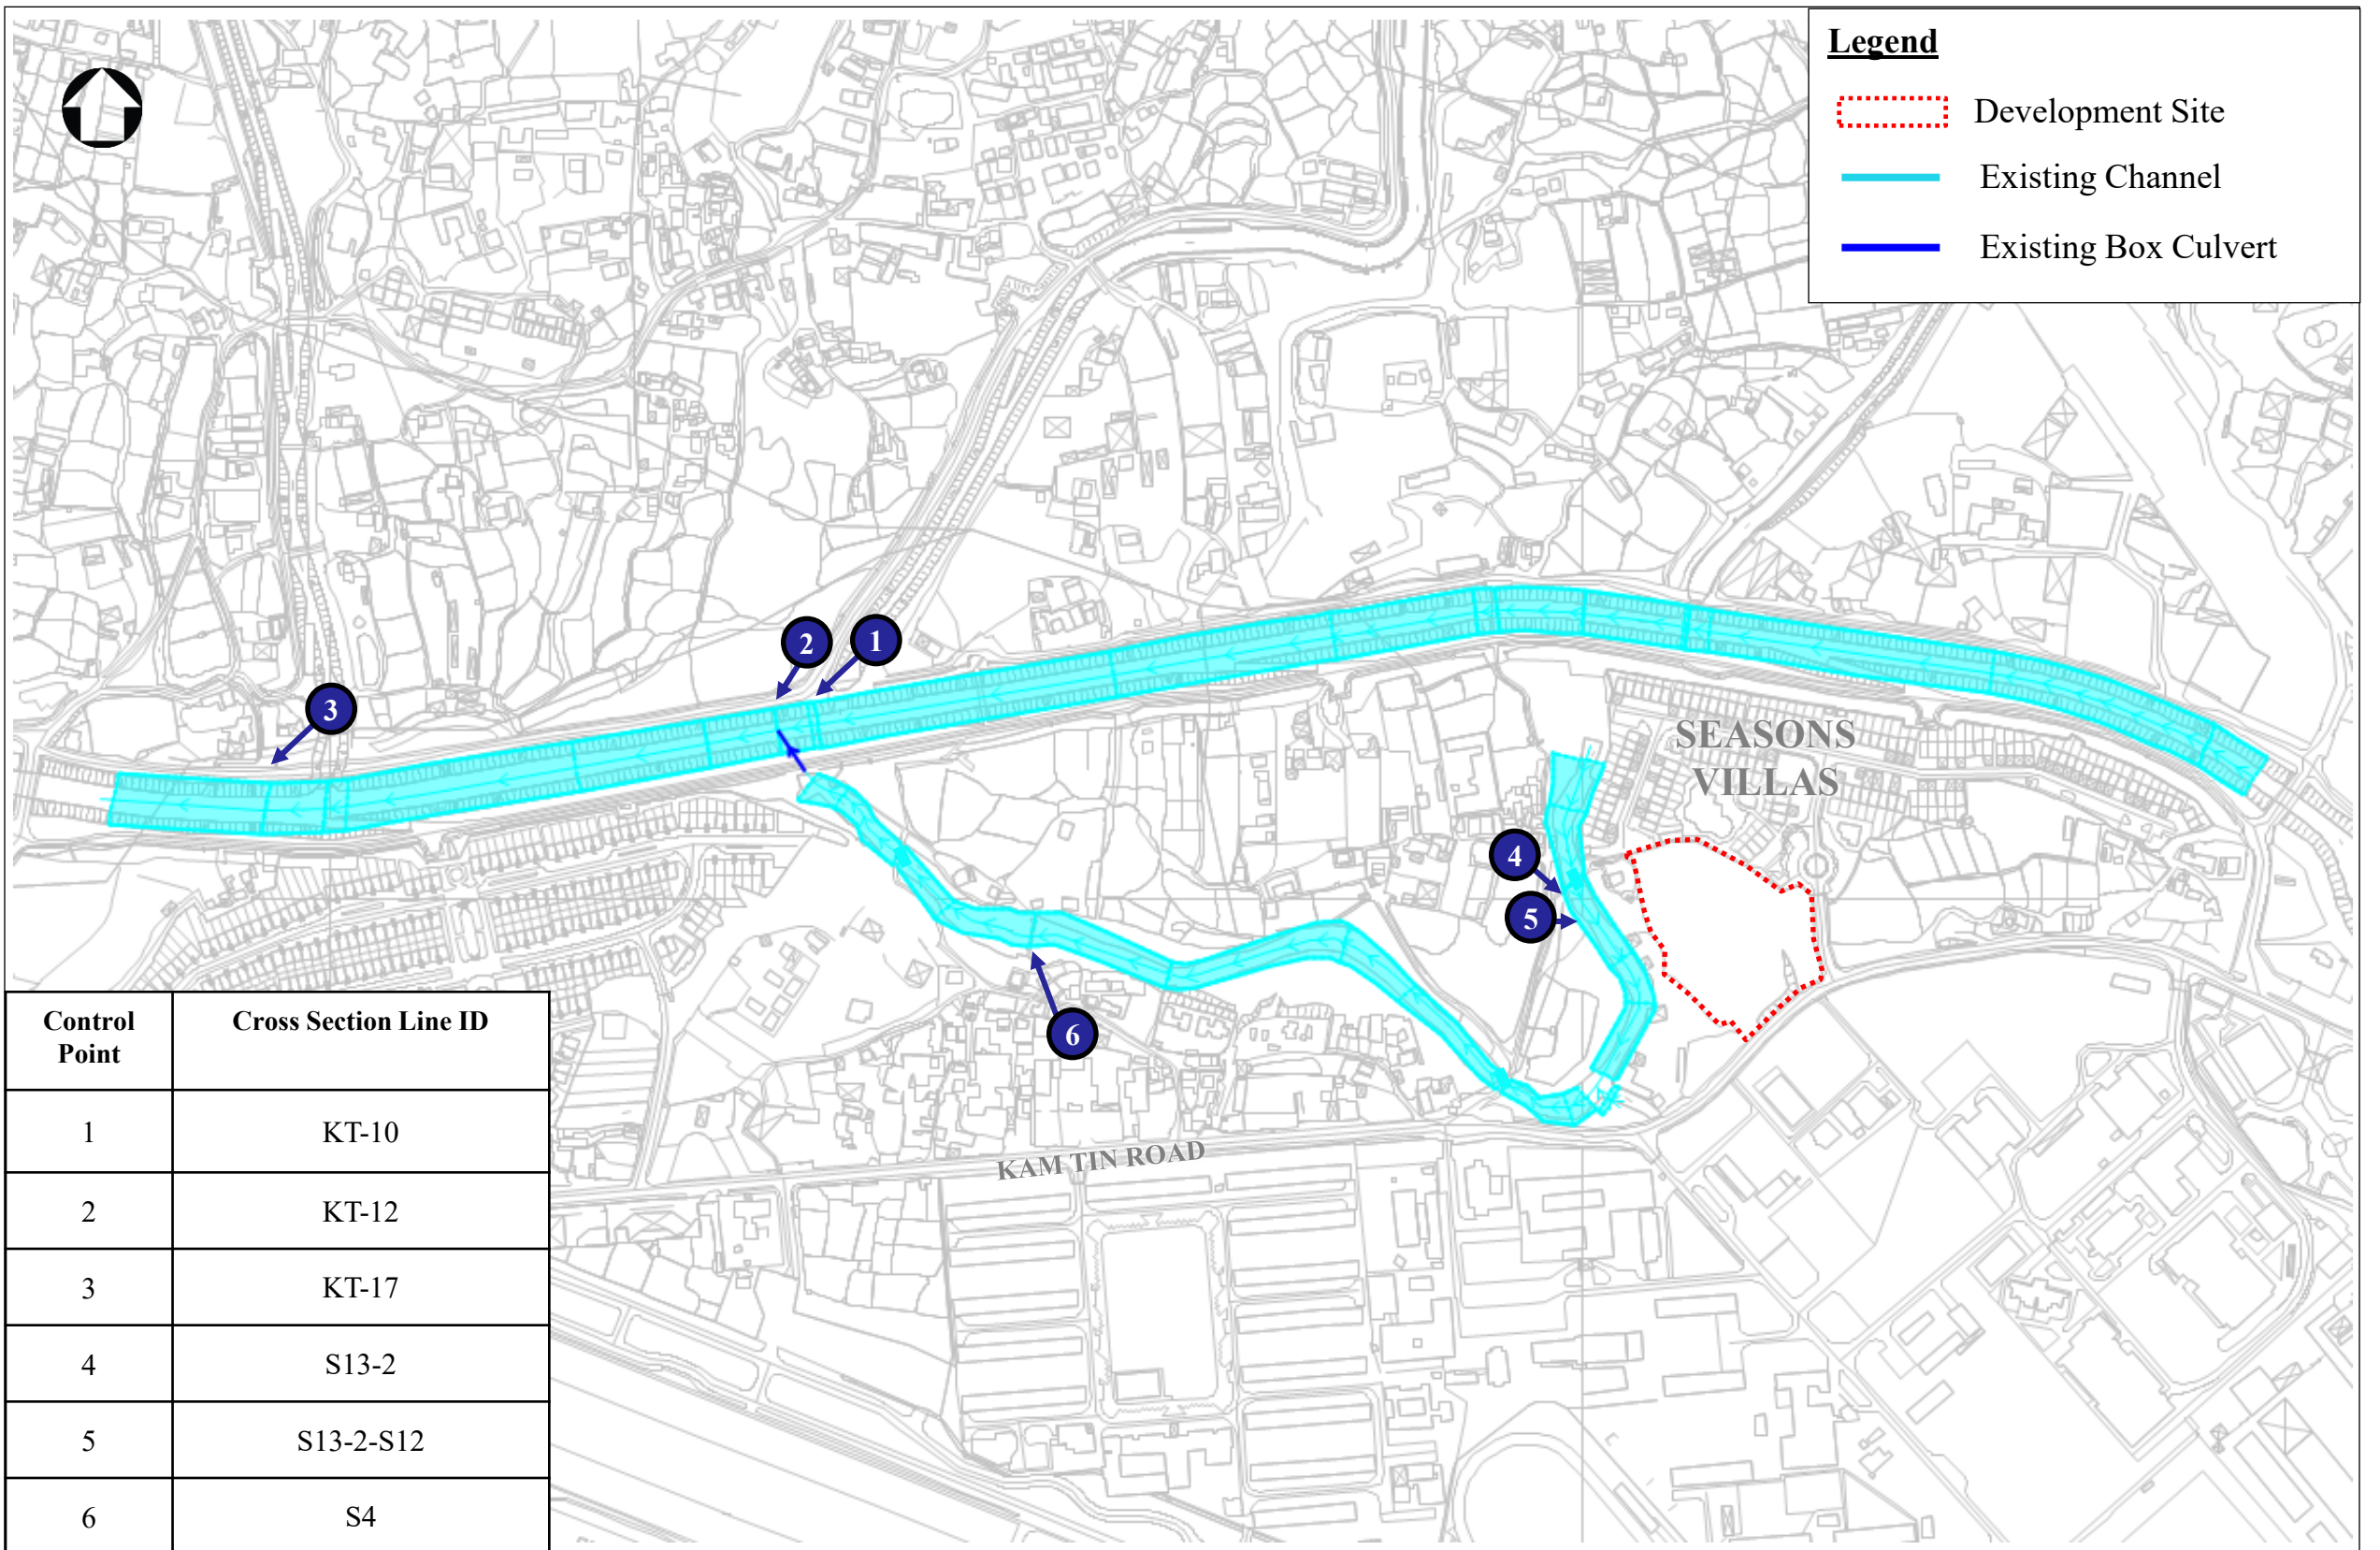 Legend
Development Site
Existing Channel
Existing Box Culvert
2
1
3
SEASONS
VILLAS
4
5
6
KAM TIN ROAD
Control Point Cross Section Line ID
1 KT-10
2 KT-12
3 KT-17
4 S13-2
5 S13-2-S12
6 S4